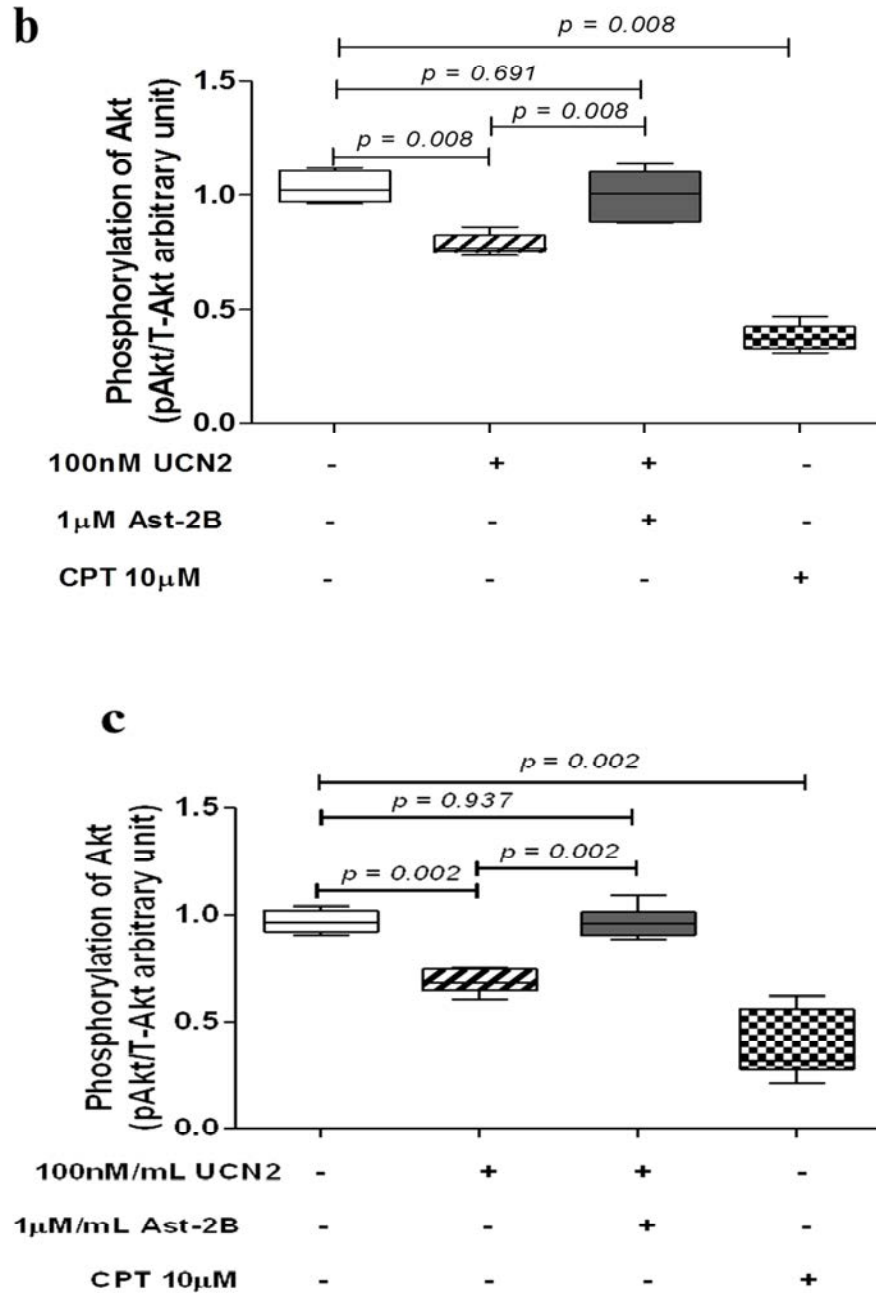 b
p = 0.008
p = 0.691
p = 0.008
p = 0.008
Phosphorylation of Akt
(pAkt/T-Akt arbitrary unit)
1.5
1.0
0.5
0.0
100nM UCN2 - + + -
1µM Ast-2B - - + -
CPT 10µM - - - +
c
p = 0.002
p = 0.937
p = 0.002
p = 0.002
Phosphorylation of Akt
(pAkt/T-Akt arbitrary unit)
1.5
1.0
0.5
0.0
100nM/mL UCN2 - + + -
1µM/mL Ast-2B - - + -
CPT 10µM - - - +